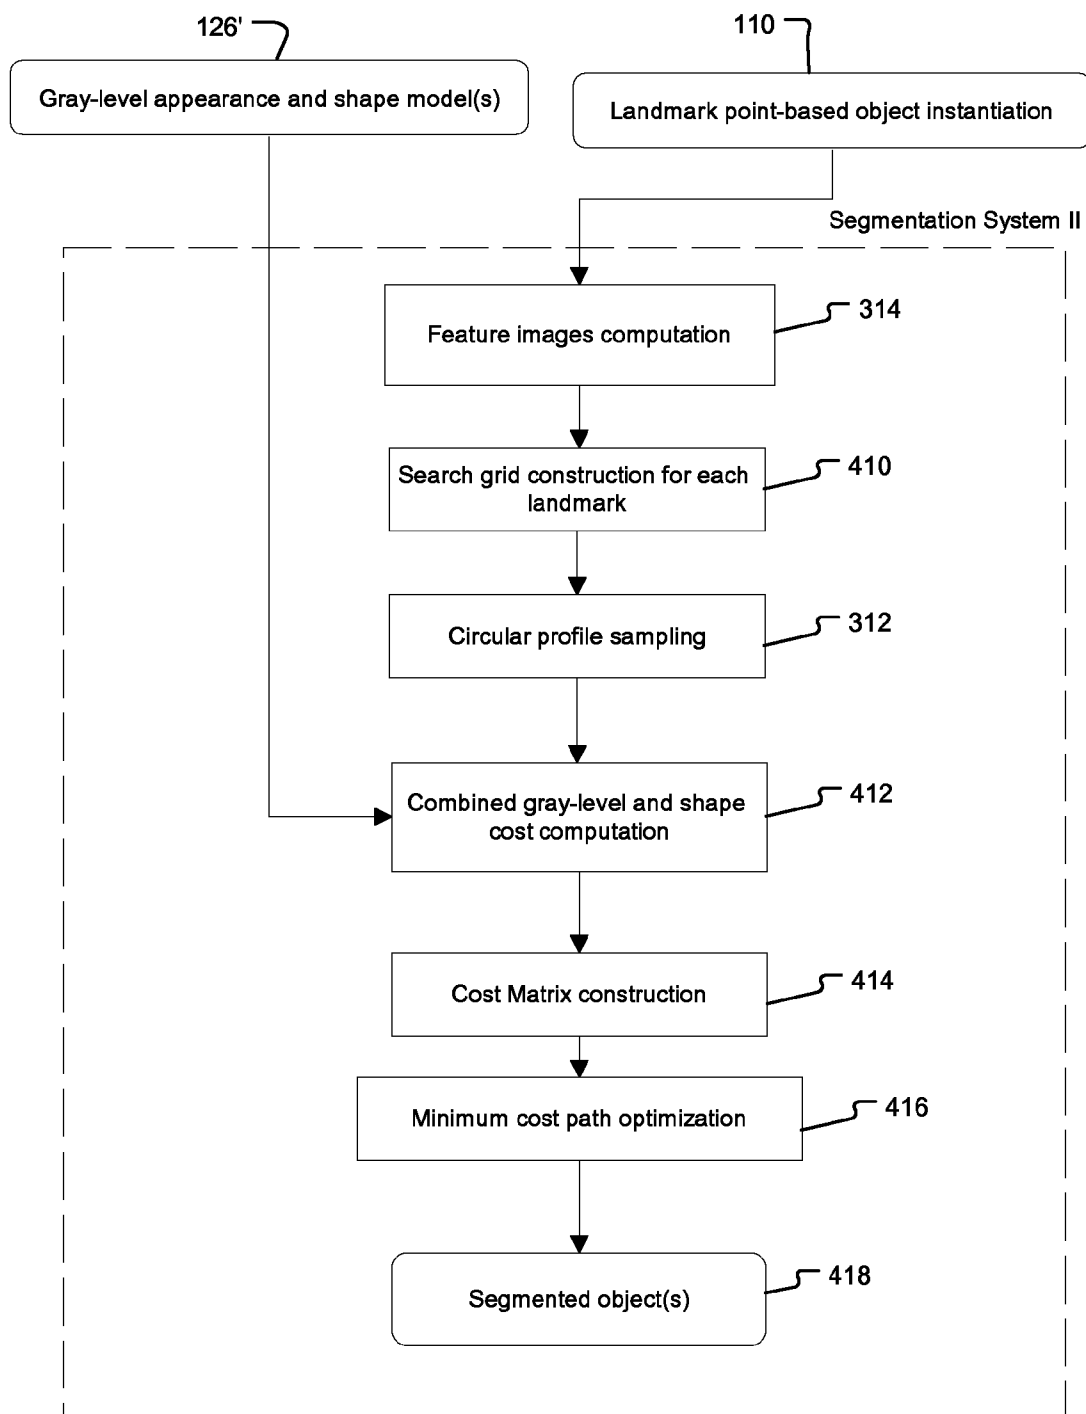 126'
110
Gray-level appearance and shape model(s)
Landmark point-based object instantiation
Segmentation System II
314
Feature images computation
410
Search grid construction for each
landmark
312
Circular profile sampling
412
Combined gray-level and shape
cost computation
414
Cost Matrix construction
416
Minimum cost path optimization
418
Segmented object(s)